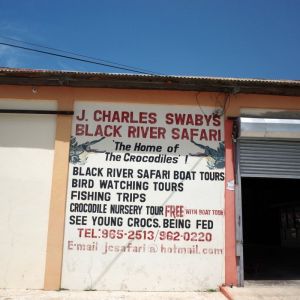 J. CHARLES SWABYS
BLACK RIVER SAFARI
'The Home of
The Crocodiles'!
BLACK RIVER SAFARI BOAT TOURS
BIRD WATCHING TOURS
FISHING TRIPS
CROCODILE NURSERY TOUR FREE WITH BOAT TOUR
SEE YOUNG CROCS. BEING FED
TEL: 965-2513/962-0220
E-mail jcsafari@hotmail.com